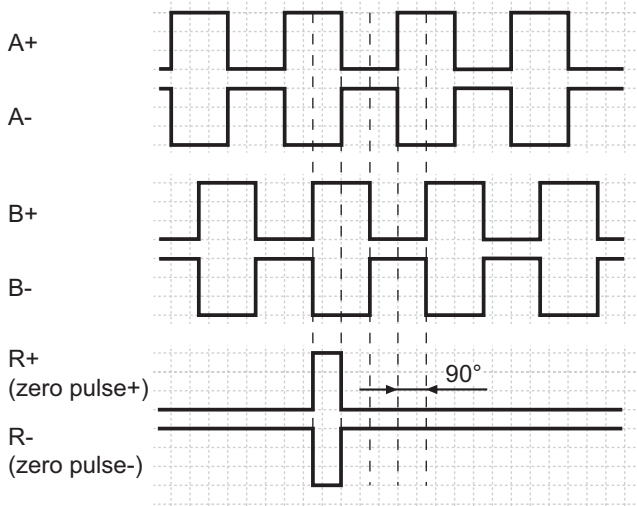 A+
A-
B+
B-
R+
(zero pulse+)
90°
R-
(zero pulse-)